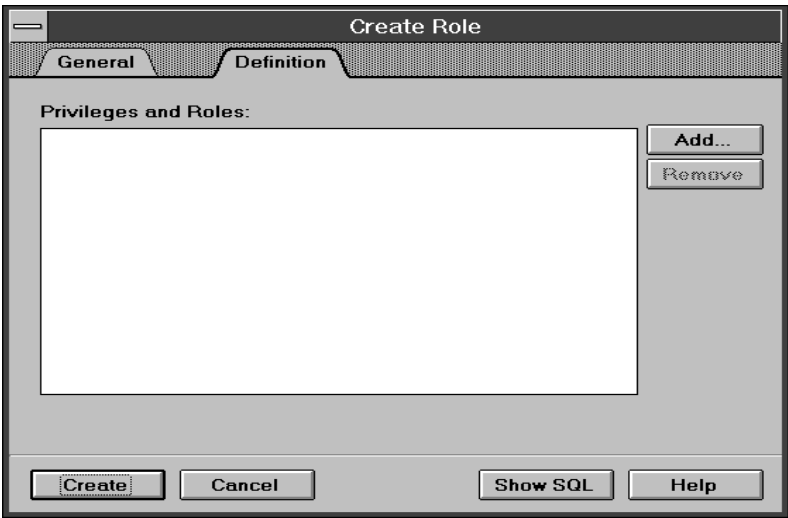 Create Role
General Definition
Privileges and Roles:
Add...
Remove
Create Cancel Show SQL Help